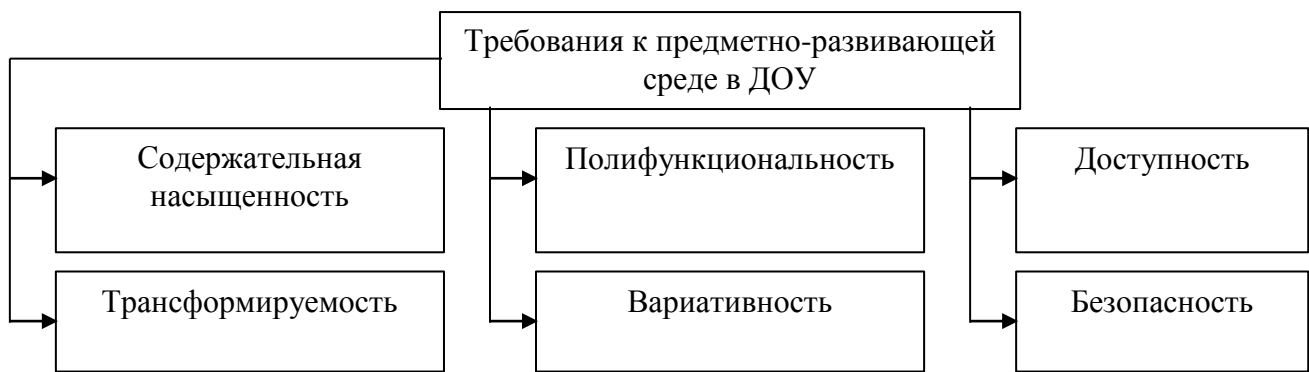 Требования к предметно-развивающей
среде в ДОУ
Содержательная
насыщенность
Полифункциональность
Доступность
Трансформируемость
Вариативность
Безопасность